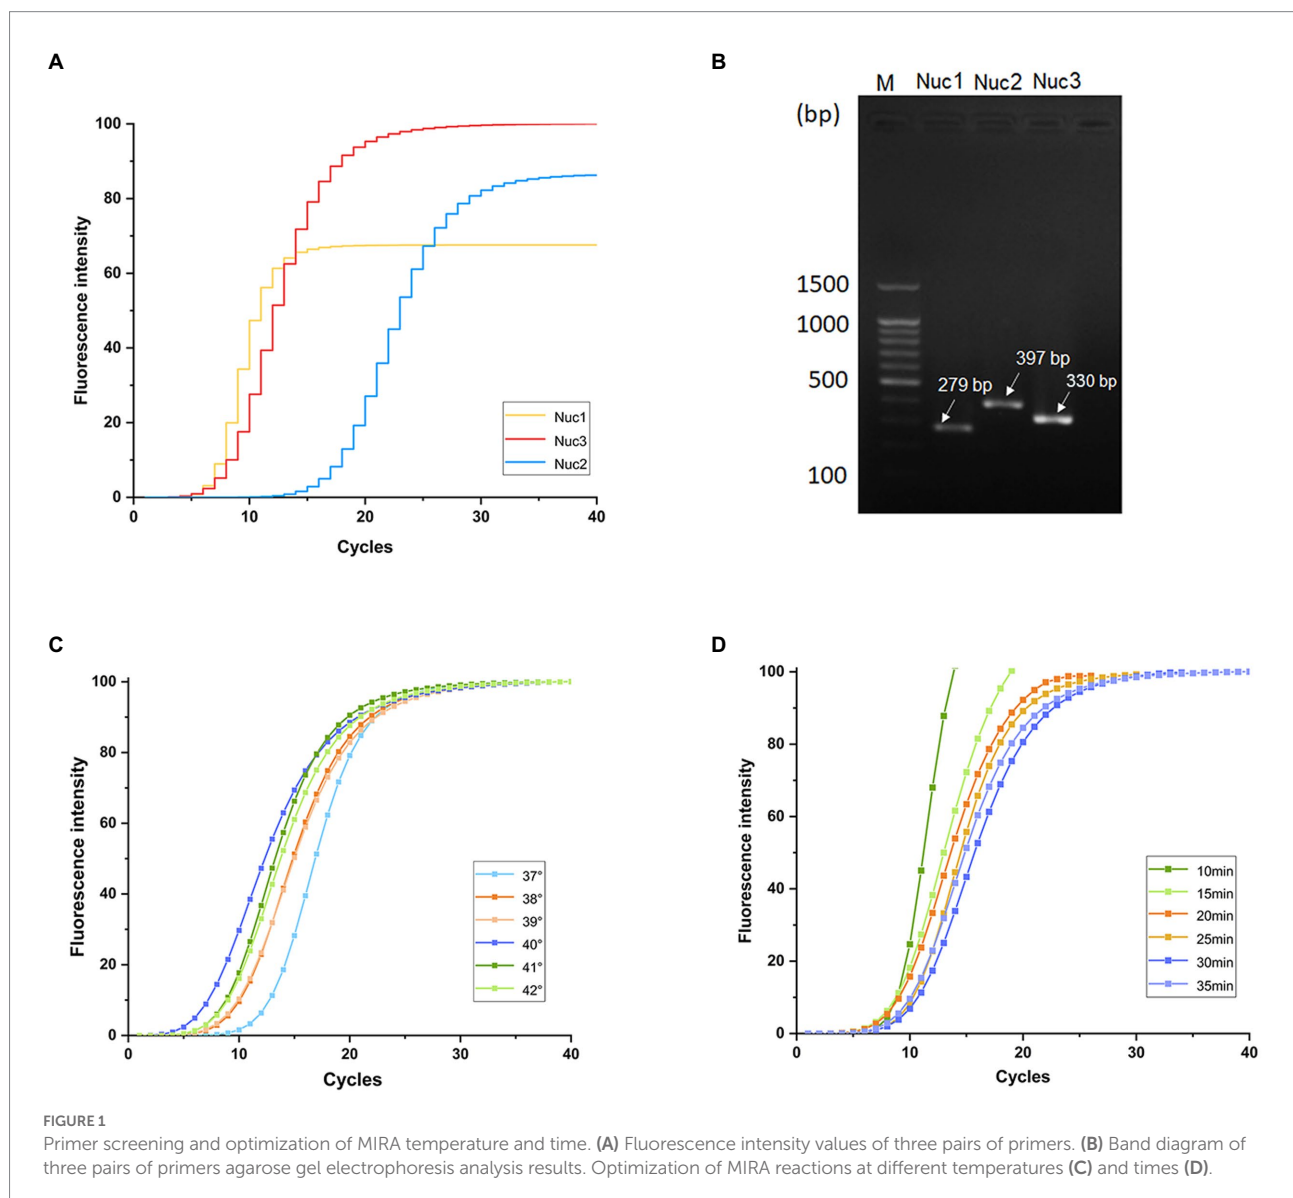 A
Fluorescence intensity
100
80
60
40
20
0
0 10 20 30 40
Cycles
Nuc1
Nuc3
Nuc2
B
M Nuc1 Nuc2 Nuc3
(bp)
1500
1000
500
100
279 bp
397 bp
330 bp
C
Fluorescence intensity
100
80
60
40
20
0
0 10 20 30 40
Cycles
37°
38°
39°
40°
41°
42°
D
Fluorescence intensity
100
80
60
40
20
0
0 10 20 30 40
Cycles
10min
15min
20min
25min
30min
35min
FIGURE 1
Primer screening and optimization of MIRA temperature and time. (A) Fluorescence intensity values of three pairs of primers. (B) Band diagram of
three pairs of primers agarose gel electrophoresis analysis results. Optimization of MIRA reactions at different temperatures (C) and times (D).